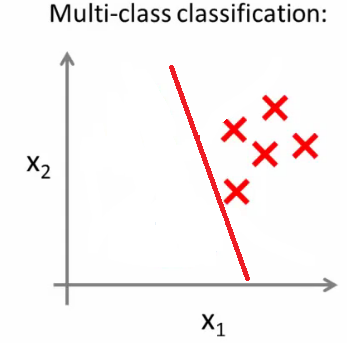 Multi-class classification:
x₂
x₁